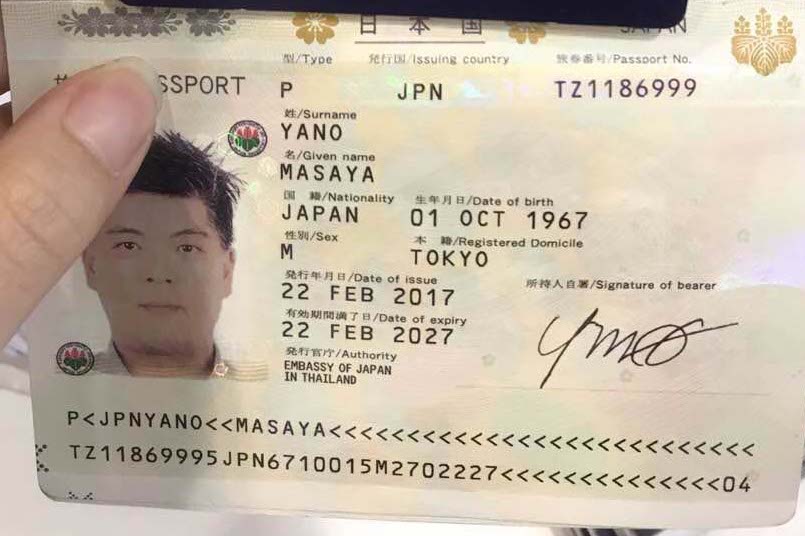 日本国 JAPAN
型/Type 発行国/Issuing country 旅券番号/Passport No.
SSPORT P JPN TZ1186999
姓/Surname
YANO
名/Given name
MASAYA
国 籍/Nationality 生年月日/Date of birth
JAPAN 01 OCT 1967
性別/Sex 本 籍/Registered Domicile
M TOKYO
発行年月日/Date of issue 所持人自署/Signature of bearer
22 FEB 2017
有効期間満了日/Date of expiry
22 FEB 2027
発行官庁/Authority
EMBASSY OF JAPAN
IN THAILAND
P<JPNYANO<<MASAYA<<<<<<<<<<<<<<<<<<<<<<<<<<<
TZ11869995JPN6710015M2702227<<<<<<<<<<<<<<04